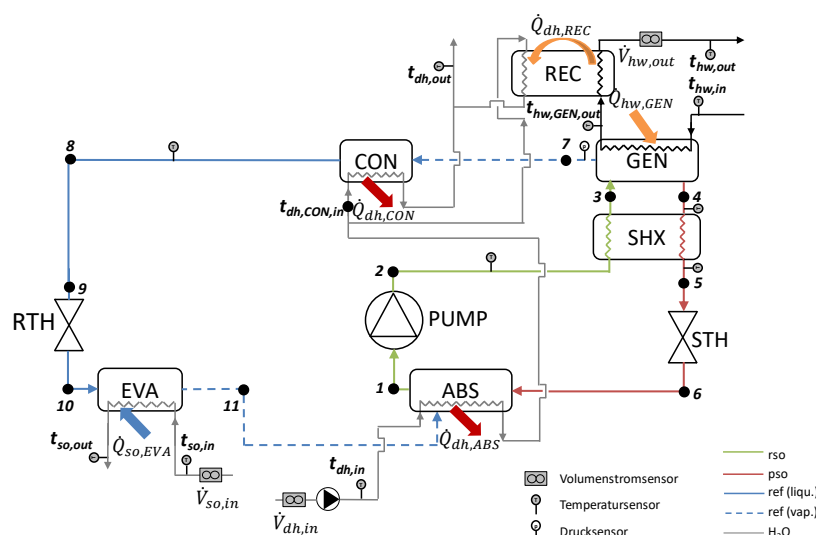 Q̇dh,REC
V̇hw,out
REC
tdh,out
thw,out
thw,in
Q̇hw,GEN
thw,GEN,out
8
CON
7
P
GEN
T
tdh,CON,in
Q̇dh,CON
3
4
SHX
2
5
9
RTH
PUMP
STH
10
EVA
11
1
ABS
6
tso,out
Q̇so,EVA
tso,in
Q̇dh,ABS
tdh,in
V̇so,in
V̇dh,in
Volumenstromsensor
T Temperatursensor
P Drucksensor
rso
pso
ref (liqu.)
ref (vap.)
H2O